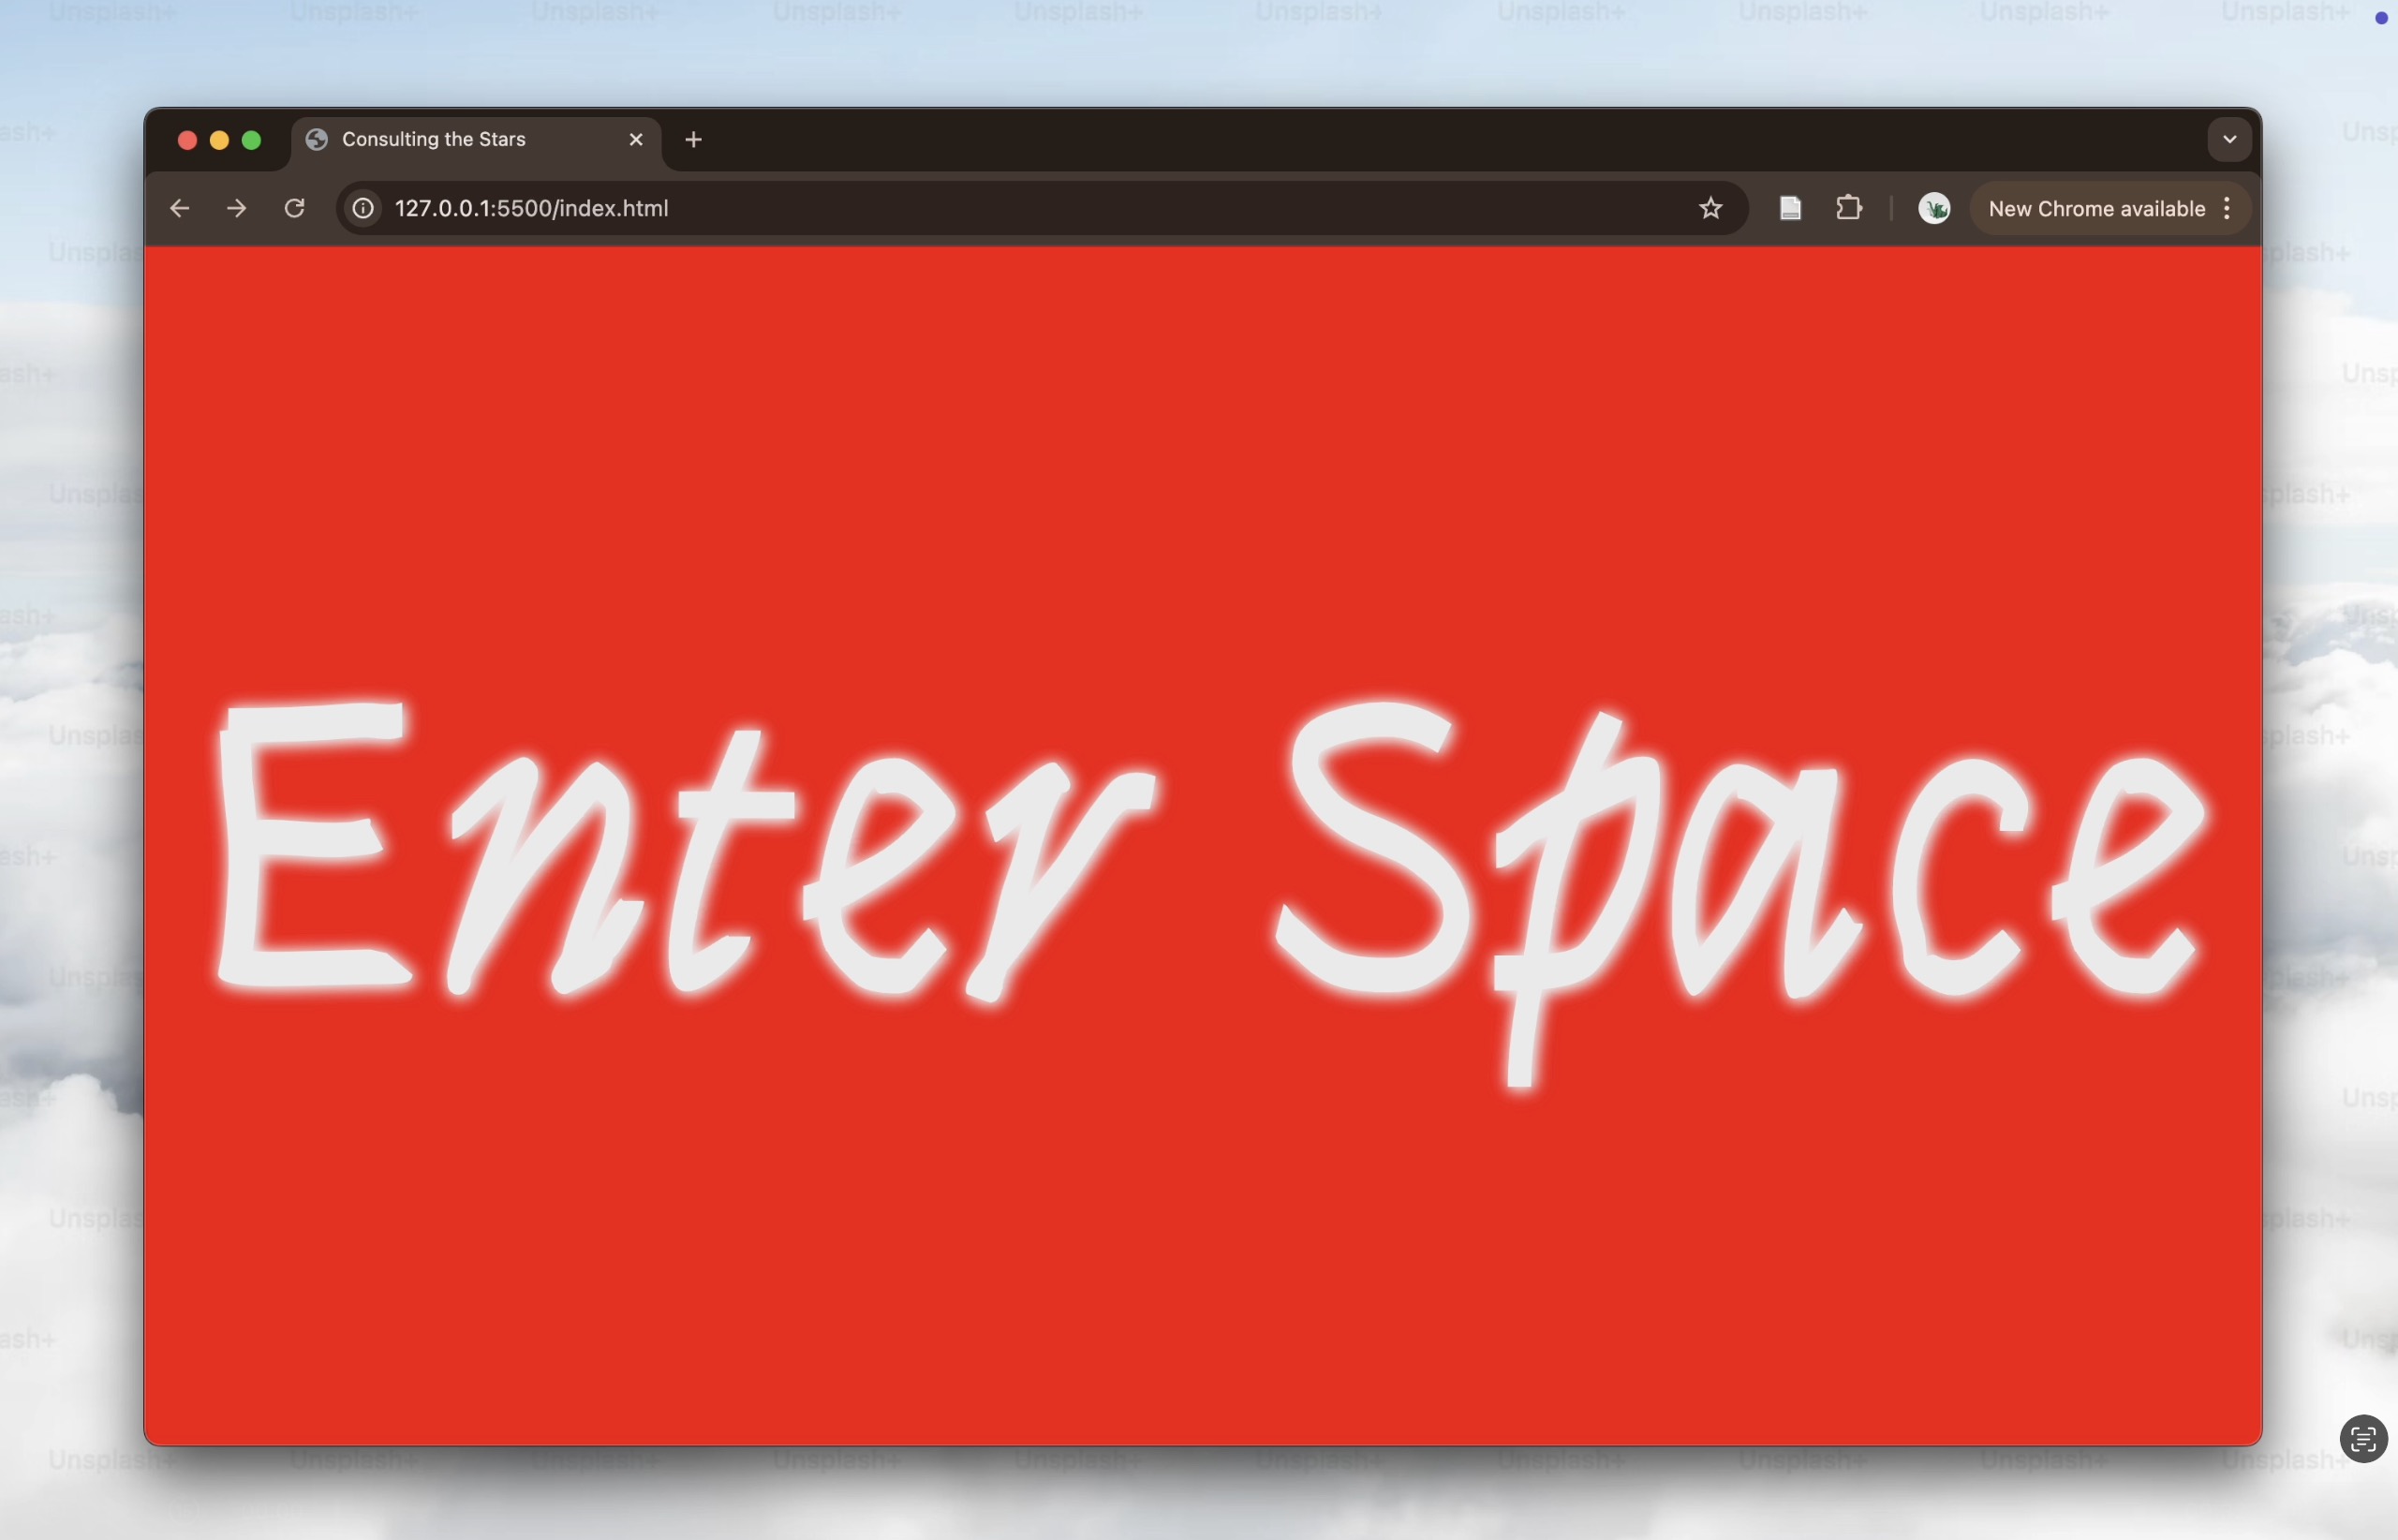 Unsplash+ Unsplash+ Unsplash+ Unsplash+ Unsplash+ Unsplash+ Unsplash+ Unsplash+ Unsplash+ Unsplash+
Consulting the Stars
127.0.0.1:5500/index.html
New Chrome available
Enter Space
Unsplash+ Unsplash+ Unsplash+ Unsplash+ Unsplash+ Unsplash+ Unsplash+ Unsplash+ Unsplash+ Unsplash+